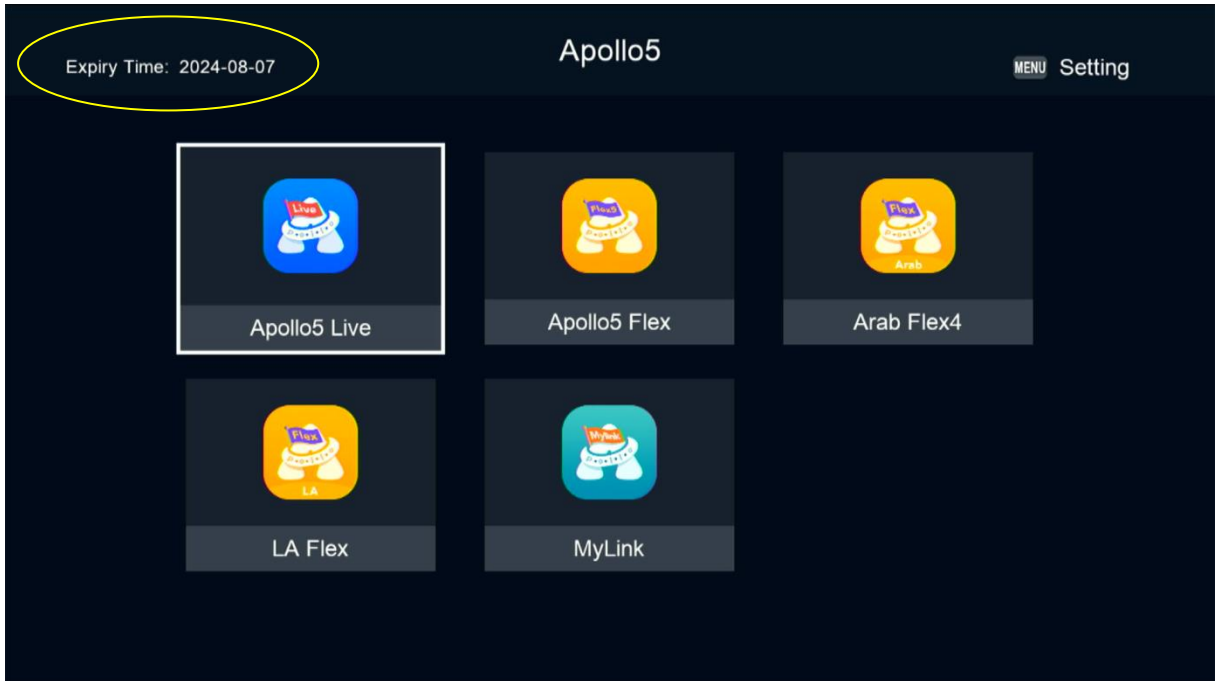 Apollo5
Expiry Time: 2024-08-07
MENU Setting
Live
Flex5
Flex
Arab
Apollo5 Live
Apollo5 Flex
Arab Flex4
Flex
LA
Mylink
LA Flex
MyLink